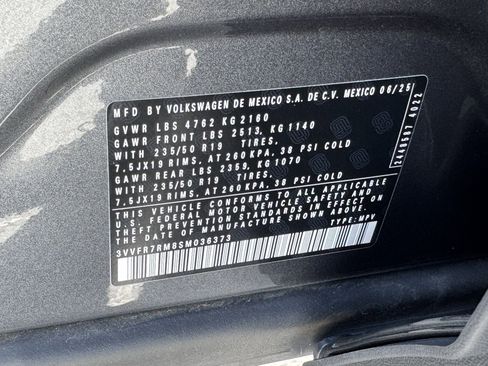 MFD BY VOLKSWAGEN DE MEXICO S.A. DE C.V. MEXICO 06/25
GVWR LBS 4762 KG 2160
GAWR FRONT LBS 2513, KG 1140
WITH 235/50 R19 TIRES,
7.5JX19 RIMS, AT 260 KPA, 38 PSI COLD
GAWR REAR LBS 2359, KG 1070
WITH 235/50 R19 TIRES,
7.5JX19 RIMS, AT 260 KPA, 38 PSI COLD
THIS VEHICLE CONFORMS TO ALL APPLICABLE
U.S. FEDERAL MOTOR VEHICLE SAFETY AND
THEFT PREVENTION STANDARDS IN EFFECT
ON THE DATE OF MANUFACTURE SHOWN ABOVE.
3VVFR7RM8SM036373 TYPE: MPV